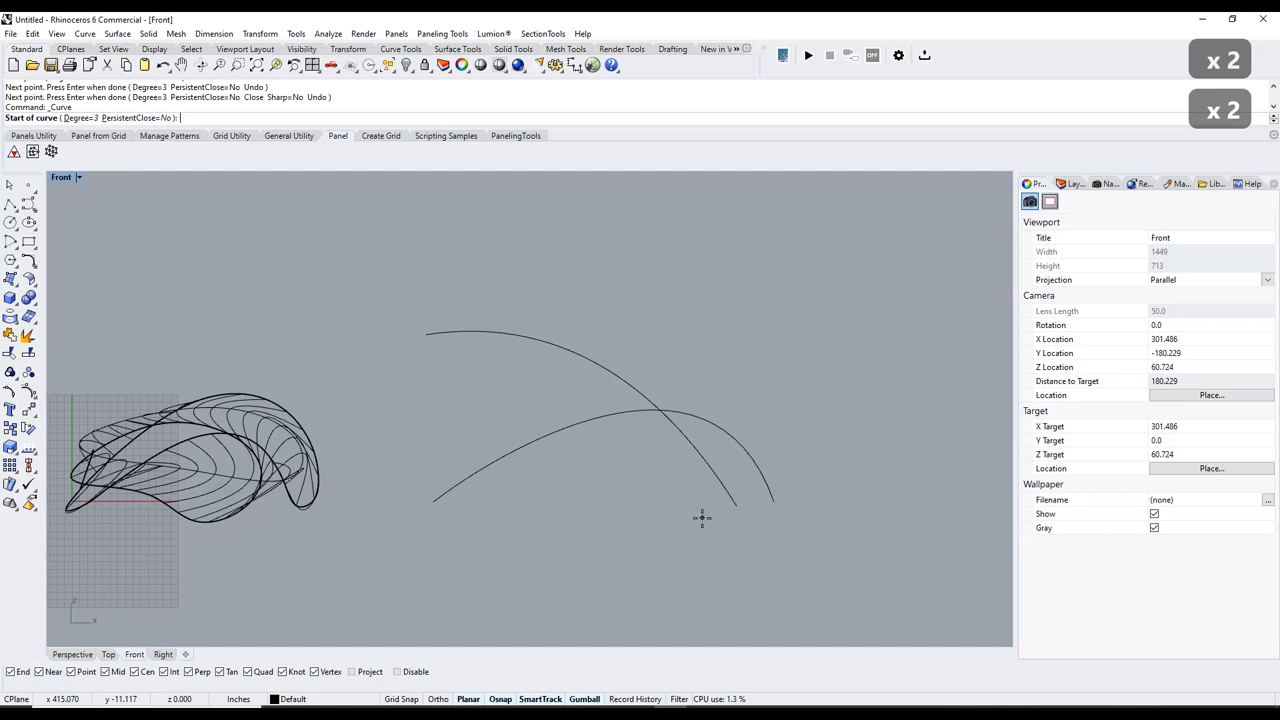 Untitled - Rhinoceros 6 Commercial - [Front]
File Edit View Curve Surface Solid Mesh Dimension Transform Tools Analyze Render Panels Paneling Tools Lumion® SectionTools Help
Standard CPlanes Set View Display Select Viewport Layout Visibility Transform Curve Tools Surface Tools Solid Tools Mesh Tools Render Tools Drafting New in V »
OFF
x 2
x 2
Next point. Press Enter when done ( Degree=3 PersistentClose=No Undo )
Next point. Press Enter when done ( Degree=3 PersistentClose=No Close Sharp=No Undo )
Command: _Curve
Start of curve ( Degree=3 PersistentClose=No ):
Panels Utility Panel from Grid Manage Patterns Grid Utility General Utility Panel Create Grid Scripting Samples PanelingTools
Front
Pr... Lay... Na... Re... Ma... Lib... Help
Viewport
Title Front
Width 1449
Height 713
Projection Parallel
Camera
Lens Length 50.0
Rotation 0.0
X Location 301.486
Y Location -180.229
Z Location 60.724
Distance to Target 180.229
Location Place...
Target
X Target 301.486
Y Target 0.0
Z Target 60.724
Location Place...
Wallpaper
Filename (none) ...
Show
Gray
z
x
Perspective Top Front Right
End Near Point Mid Cen Int Perp Tan Quad Knot Vertex Project Disable
CPlane x 415.070 y -11.117 z 0.000 Inches Default Grid Snap Ortho Planar Osnap SmartTrack Gumball Record History Filter CPU use: 1.3 %